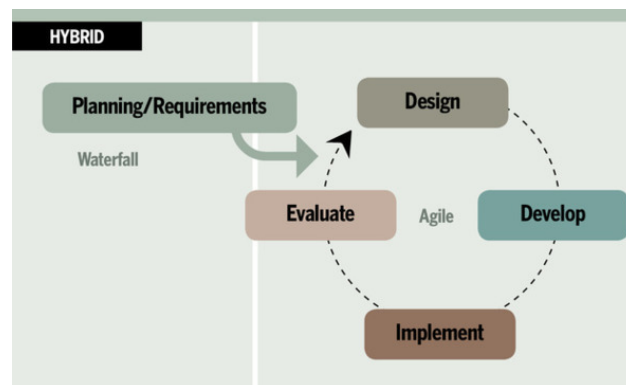 HYBRID
Planning/Requirements
Waterfall
Design
Evaluate
Agile
Develop
Implement